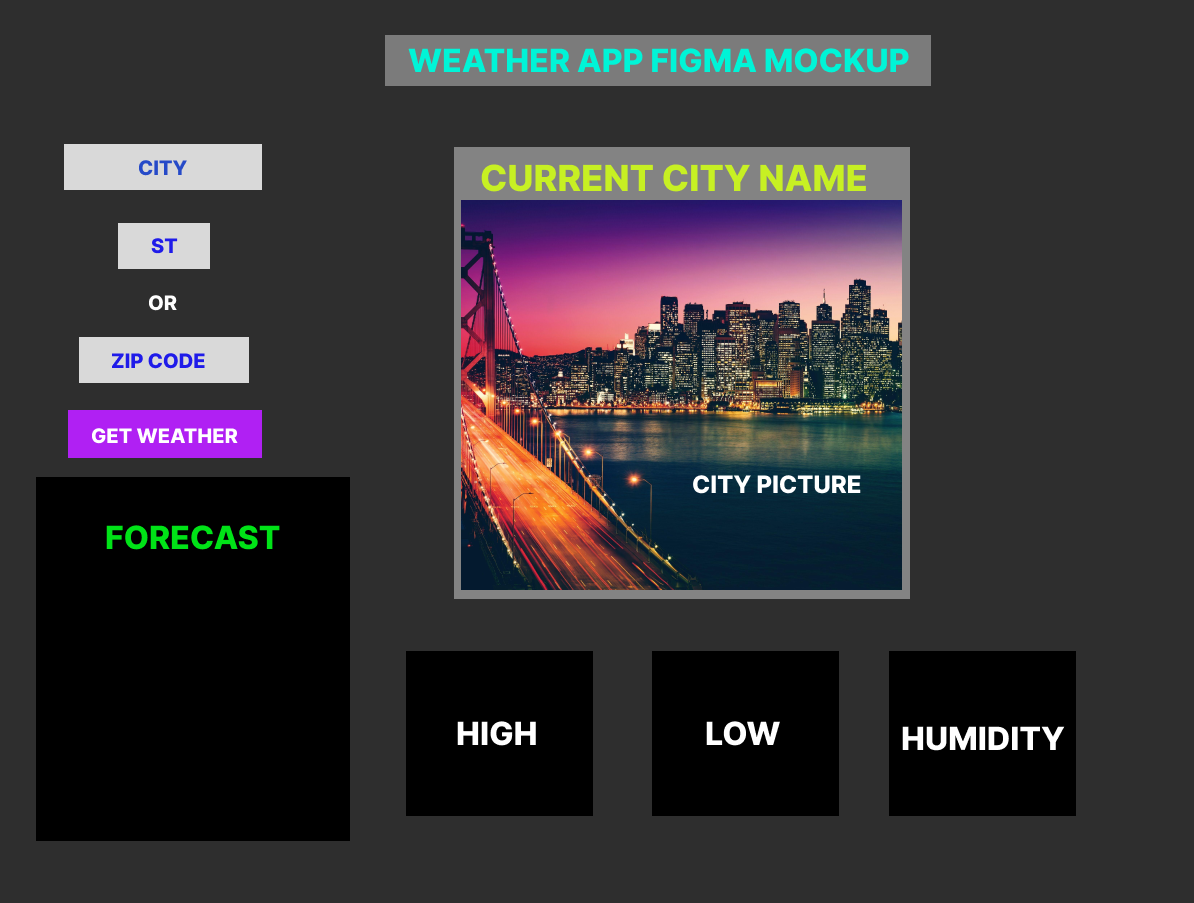 WEATHER APP FIGMA MOCKUP
CITY
ST
OR
ZIP CODE
GET WEATHER
FORECAST
CURRENT CITY NAME
CITY PICTURE
HIGH
LOW
HUMIDITY